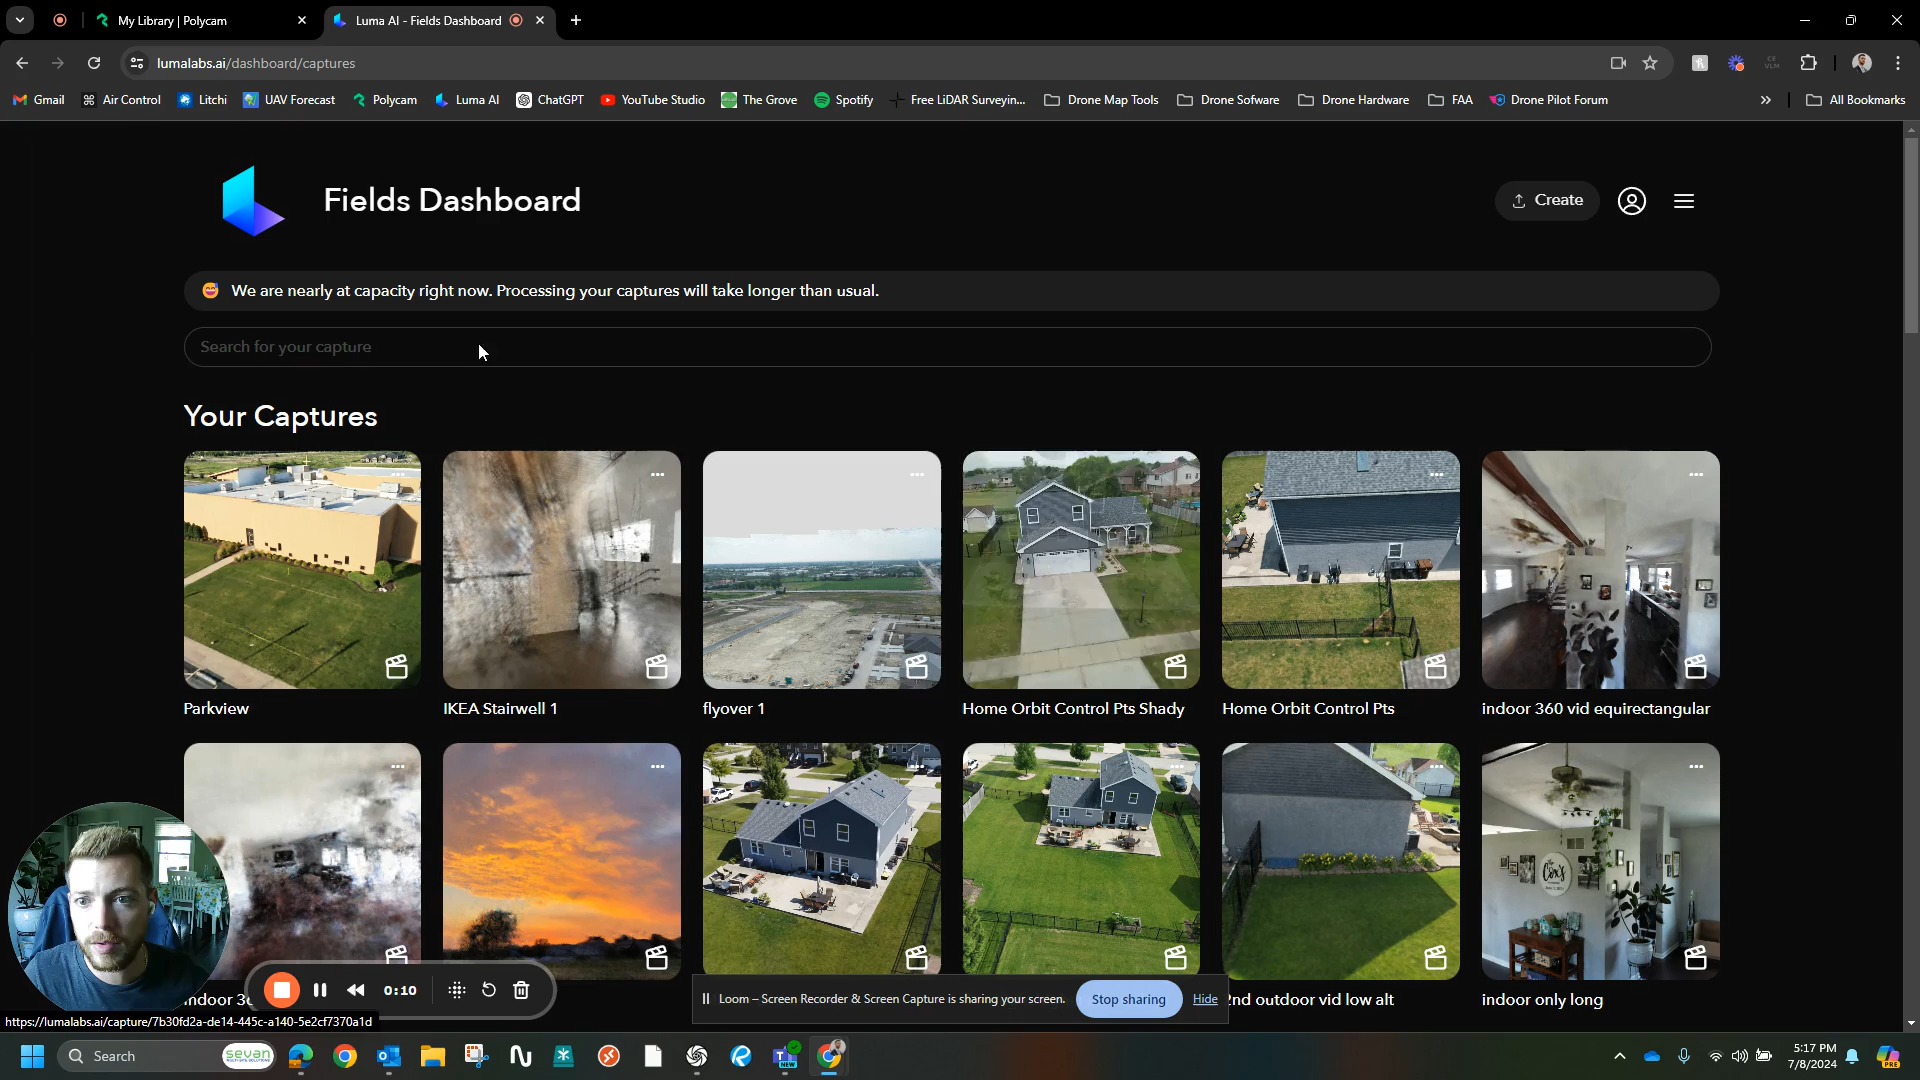 My Library | Polycam
Luma AI - Fields Dashboard
lumalabs.ai/dashboard/captures
Gmail
Air Control
Litchi
UAV Forecast
Polycam
Luma AI
ChatGPT
YouTube Studio
The Grove
Spotify
Free LiDAR Surveyin...
Drone Map Tools
Drone Sofware
Drone Hardware
FAA
Drone Pilot Forum
All Bookmarks
Fields Dashboard
Create
We are nearly at capacity right now. Processing your captures will take longer than usual.
Search for your capture
Your Captures
Parkview
IKEA Stairwell 1
flyover 1
Home Orbit Control Pts Shady
Home Orbit Control Pts
indoor 360 vid equirectangular
2nd outdoor vid low alt
indoor only long
0:10
Loom – Screen Recorder & Screen Capture is sharing your screen.
Stop sharing
Hide
https://lumalabs.ai/capture/7b30fd2a-de14-445c-a140-5e2cf7370a1d
Search
sevan
NEW
5:17 PM
7/8/2024
PRE